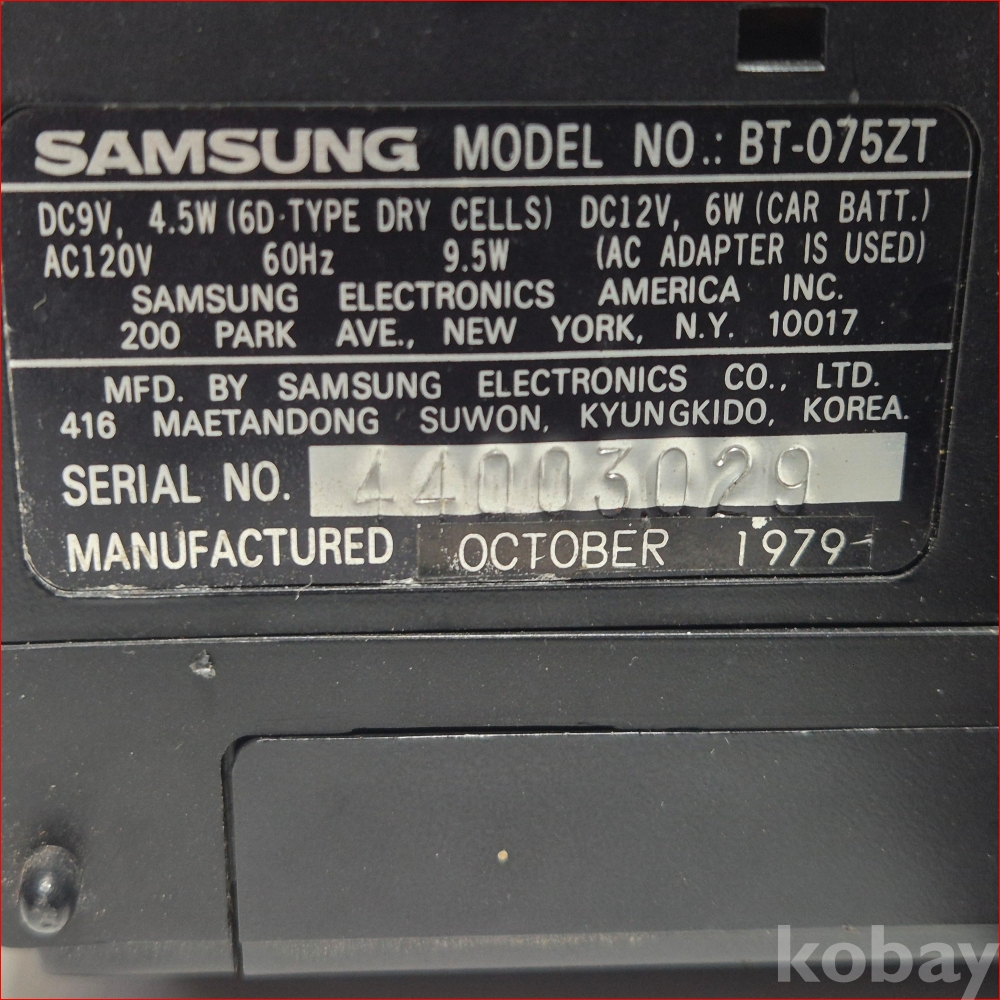 SAMSUNG MODEL NO.: BT-075ZT
DC9V, 4.5W (6D-TYPE DRY CELLS) DC12V, 6W (CAR BATT.)
AC120V 60Hz 9.5W (AC ADAPTER IS USED)
SAMSUNG ELECTRONICS AMERICA INC.
200 PARK AVE., NEW YORK, N.Y. 10017
MFD. BY SAMSUNG ELECTRONICS CO., LTD.
416 MAETANDONG SUWON, KYUNGKIDO, KOREA.
SERIAL NO. 44003029
MANUFACTURED OCTOBER 1979
kobay